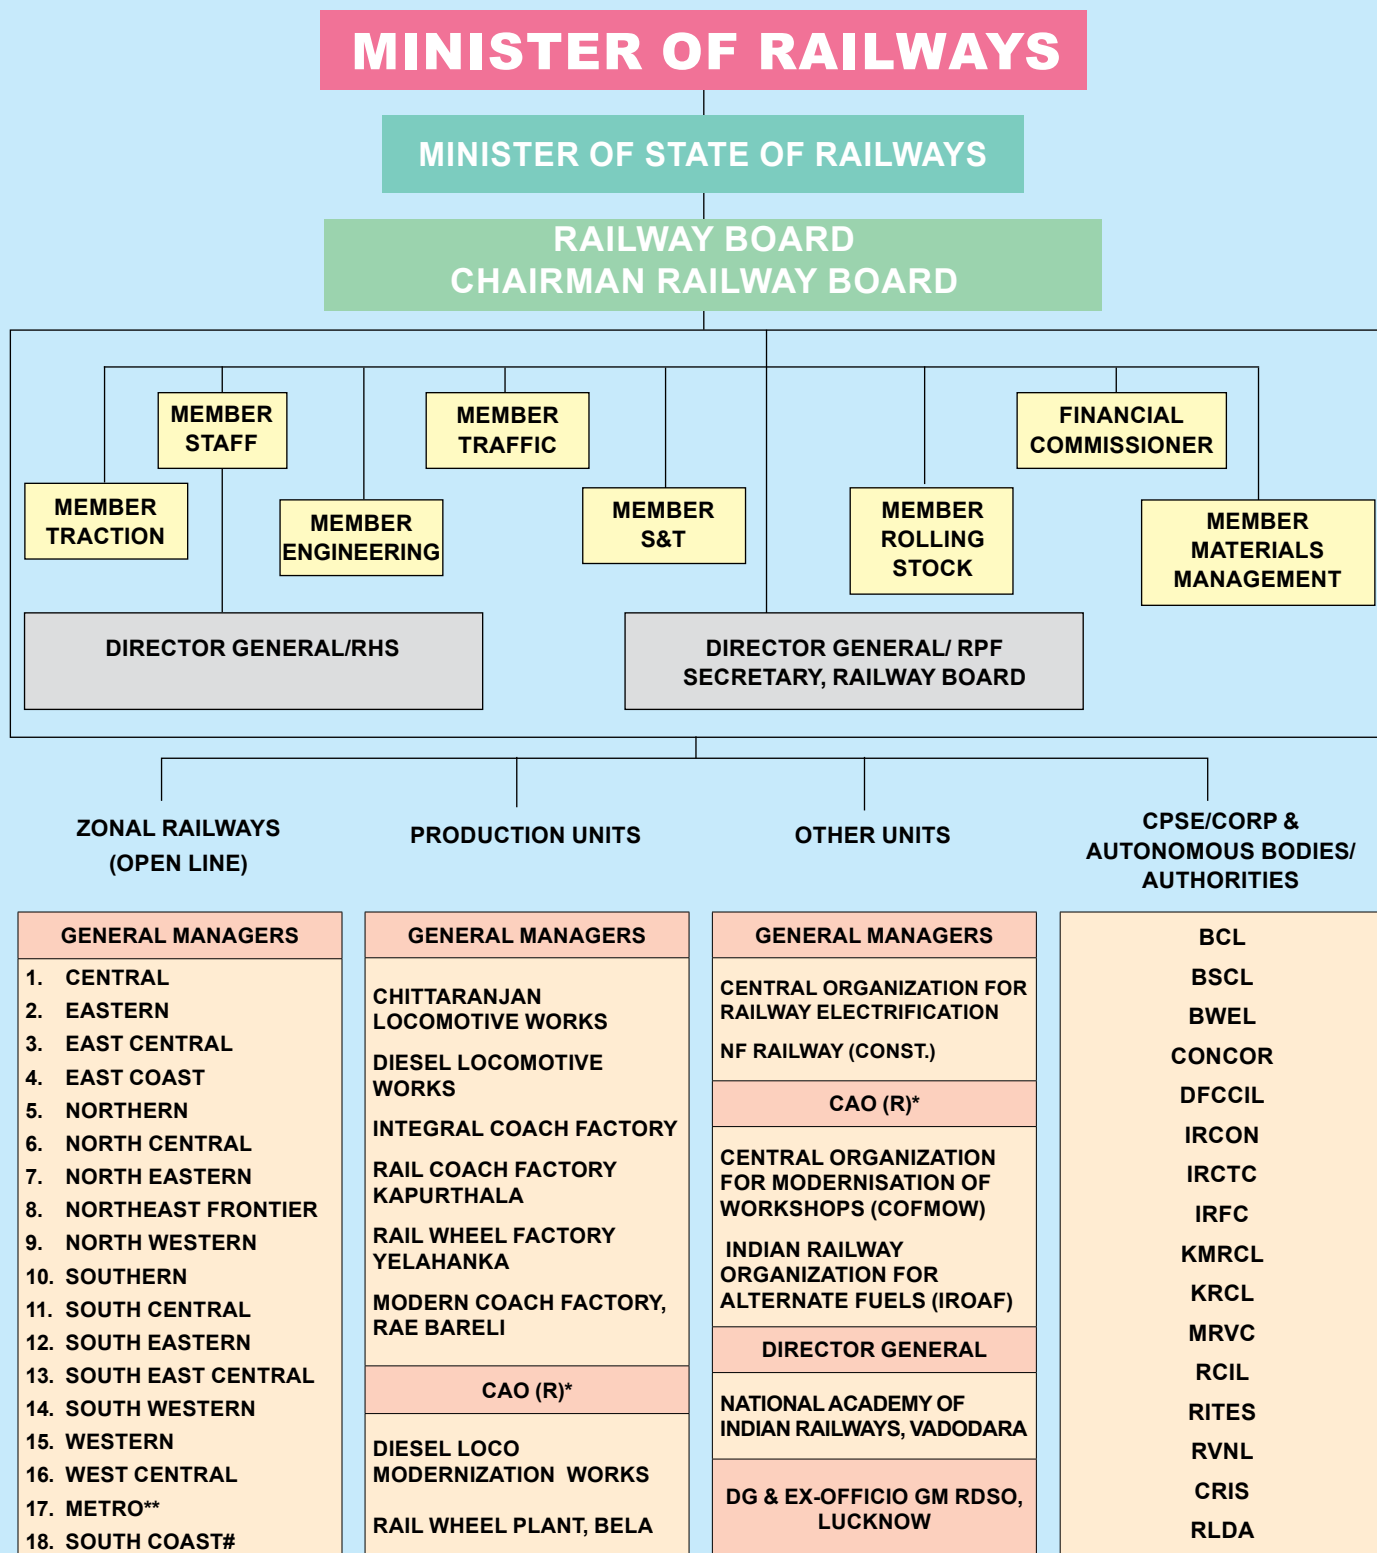 MINISTER OF RAILWAYS
MINISTER OF STATE OF RAILWAYS
RAILWAY BOARD
CHAIRMAN RAILWAY BOARD
MEMBER
STAFF
MEMBER
TRAFFIC
FINANCIAL
COMMISSIONER
MEMBER
TRACTION
MEMBER
ENGINEERING
MEMBER
S&T
MEMBER
ROLLING
STOCK
MEMBER
MATERIALS
MANAGEMENT
DIRECTOR GENERAL/RHS
DIRECTOR GENERAL/ RPF
SECRETARY, RAILWAY BOARD
ZONAL RAILWAYS
(OPEN LINE)
GENERAL MANAGERS
1. CENTRAL
2. EASTERN
3. EAST CENTRAL
4. EAST COAST
5. NORTHERN
6. NORTH CENTRAL
7. NORTH EASTERN
8. NORTHEAST FRONTIER
9. NORTH WESTERN
10. SOUTHERN
11. SOUTH CENTRAL
12. SOUTH EASTERN
13. SOUTH EAST CENTRAL
14. SOUTH WESTERN
15. WESTERN
16. WEST CENTRAL
17. METRO**
18. SOUTH COAST#
PRODUCTION UNITS
GENERAL MANAGERS
CHITTARANJAN
LOCOMOTIVE WORKS
DIESEL LOCOMOTIVE
WORKS
INTEGRAL COACH FACTORY
RAIL COACH FACTORY
KAPURTHALA
RAIL WHEEL FACTORY
YELAHANKA
MODERN COACH FACTORY,
RAE BARELI
CAO (R)*
DIESEL LOCO
MODERNIZATION WORKS
RAIL WHEEL PLANT, BELA
OTHER UNITS
GENERAL MANAGERS
CENTRAL ORGANIZATION FOR
RAILWAY ELECTRIFICATION
NF RAILWAY (CONST.)
CAO (R)*
CENTRAL ORGANIZATION
FOR MODERNISATION OF
WORKSHOPS (COFMOW)
INDIAN RAILWAY
ORGANIZATION FOR
ALTERNATE FUELS (IROAF)
DIRECTOR GENERAL
NATIONAL ACADEMY OF
INDIAN RAILWAYS, VADODARA
DG & EX-OFFICIO GM RDSO,
LUCKNOW
CPSE/CORP &
AUTONOMOUS BODIES/
AUTHORITIES
BCL
BSCL
BWEL
CONCOR
DFCCIL
IRCON
IRCTC
IRFC
KMRCL
KRCL
MRVC
RCIL
RITES
RVNL
CRIS
RLDA